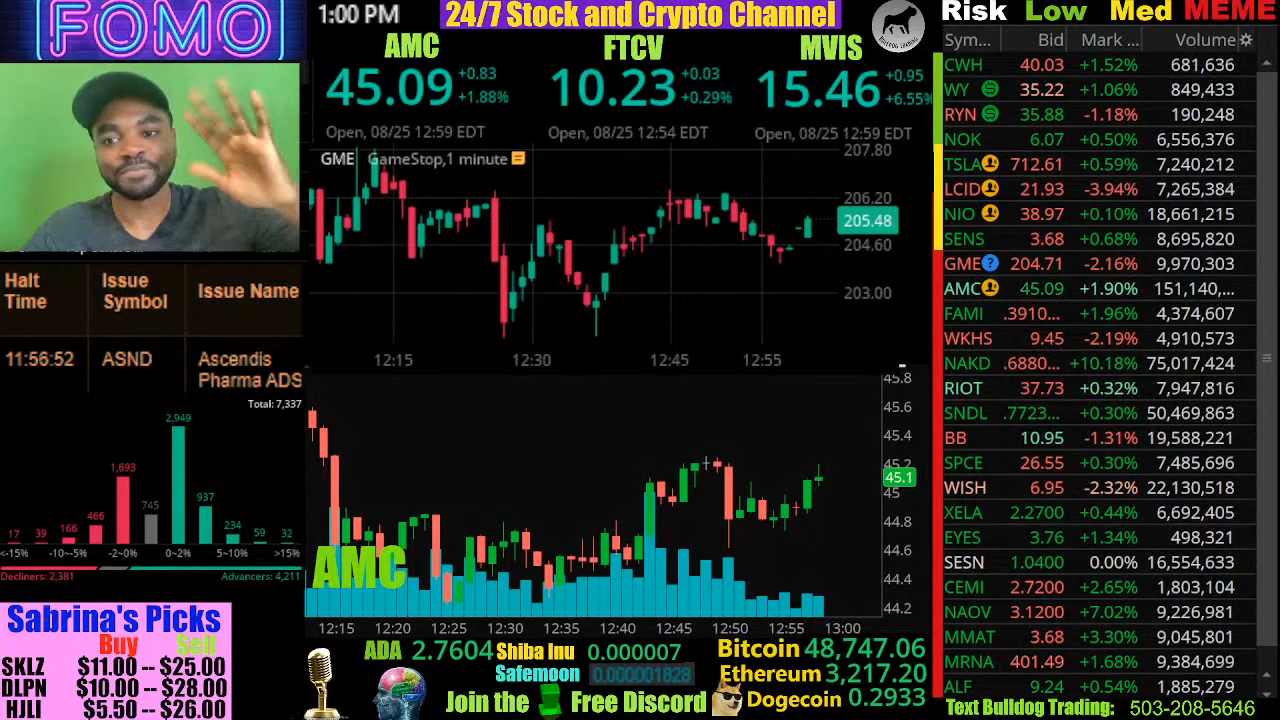 FOMO
1:00 PM
24/7 Stock and Crypto Channel
BULLDOG TRADING
Risk Low Med MEME
AMC
45.09 +0.83 +1.88%
Open, 08/25 12:59 EDT
FTCV
10.23 +0.03 +0.29%
Open, 08/25 12:54 EDT
MVIS
15.46 +0.95 +6.55%
Open, 08/25 12:59 EDT
GME GameStop,1 minute
207.80
206.20
205.48
204.60
203.00
12:15 12:30 12:45 12:55
Halt Time Issue Symbol Issue Name
11:56:52 ASND Ascendis Pharma ADS
Total: 7,337
2,949
1,693
937
745
466
234
166
59
39
32
17
<-15% -10~-5% -2~0% 0~2% 5~10% >15%
Decliners: 2,381 Advancers: 4,211
45.8
45.6
45.4
45.2
45.1
45
44.8
44.6
44.4
44.2
AMC
12:15 12:20 12:25 12:30 12:35 12:40 12:45 12:50 12:55 13:00
Sabrina's Picks
Buy Sell
SKLZ $11.00 -- $25.00
DLPN $10.00 -- $28.00
HJLI $5.50 -- $26.00
ADA 2.7604 Shiba Inu 0.000007
Safemoon 0.000001828
Join the Free Discord
Bitcoin 48,747.06
Ethereum 3,217.20
Dogecoin 0.2933
Sym... Bid Mark ... Volume
CWH 40.03 +1.52% 681,636
WY 35.22 +1.06% 849,433
RYN 35.88 -1.18% 190,248
NOK 6.07 +0.50% 6,556,376
TSLA 712.61 +0.59% 7,240,212
LCID 21.93 -3.94% 7,265,384
NIO 38.97 +0.10% 18,661,215
SENS 3.68 +0.68% 8,695,820
GME 204.71 -2.16% 9,970,303
AMC 45.09 +1.90% 151,140,...
FAMI .3910... +1.96% 4,374,607
WKHS 9.45 -2.19% 4,910,573
NAKD .6880... +10.18% 75,017,424
RIOT 37.73 +0.32% 7,947,816
SNDL .7723... +0.30% 50,469,863
BB 10.95 -1.31% 19,588,221
SPCE 26.55 +0.30% 7,485,696
WISH 6.95 -2.32% 22,130,518
XELA 2.2700 +0.44% 6,692,405
EYES 3.76 +1.34% 498,321
SESN 1.0400 0.00% 16,554,633
CEMI 2.7200 +2.65% 1,803,104
NAOV 3.1200 +7.02% 9,226,981
MMAT 3.68 +3.30% 9,045,801
MRNA 401.49 +1.68% 9,384,699
ALF 9.24 +0.54% 1,885,279
Text Bulldog Trading: 503-208-5646